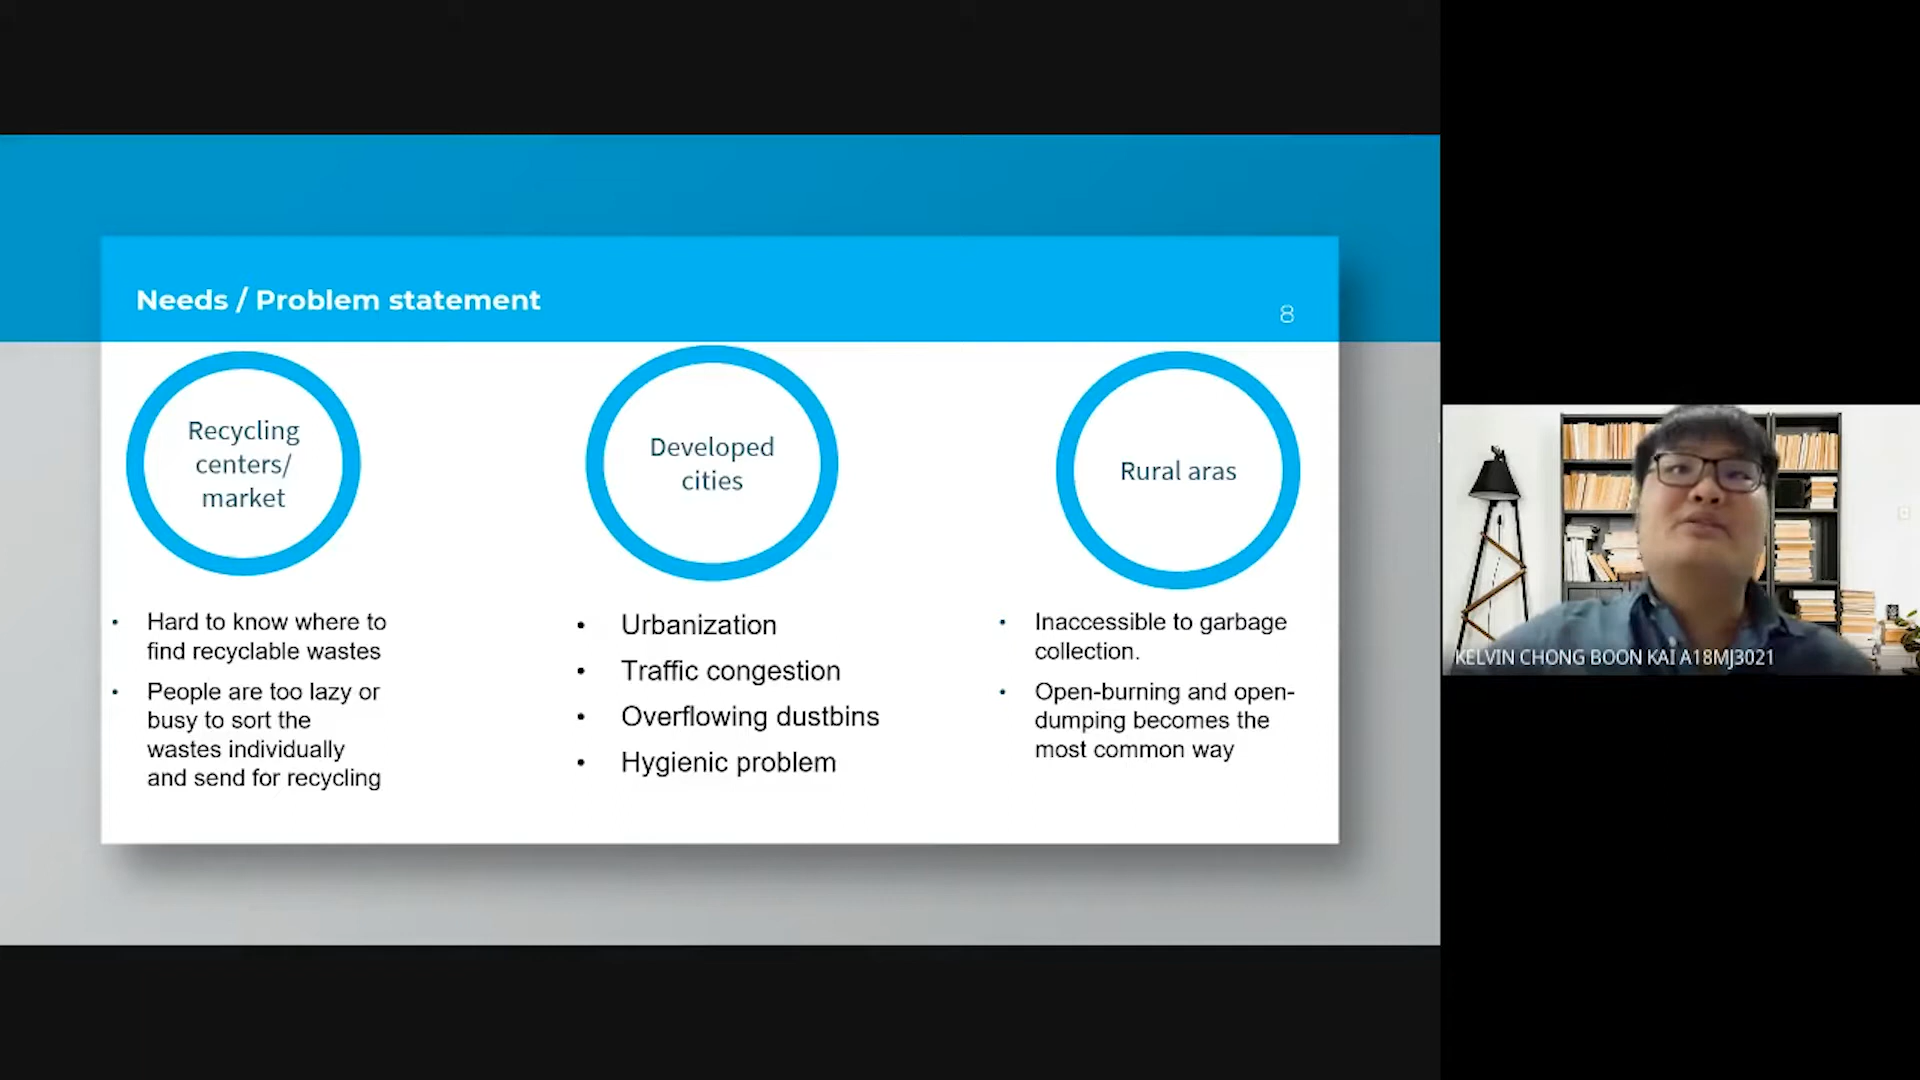 Needs / Problem statement
8
Recycling
centers/
market
Developed
cities
Rural aras
• Hard to know where to
find recyclable wastes
• People are too lazy or
busy to sort the
wastes individually
and send for recycling
• Urbanization
• Traffic congestion
• Overflowing dustbins
• Hygienic problem
• Inaccessible to garbage
collection.
• Open-burning and open-
dumping becomes the
most common way
KELVIN CHONG BOON KAI A18MJ3021